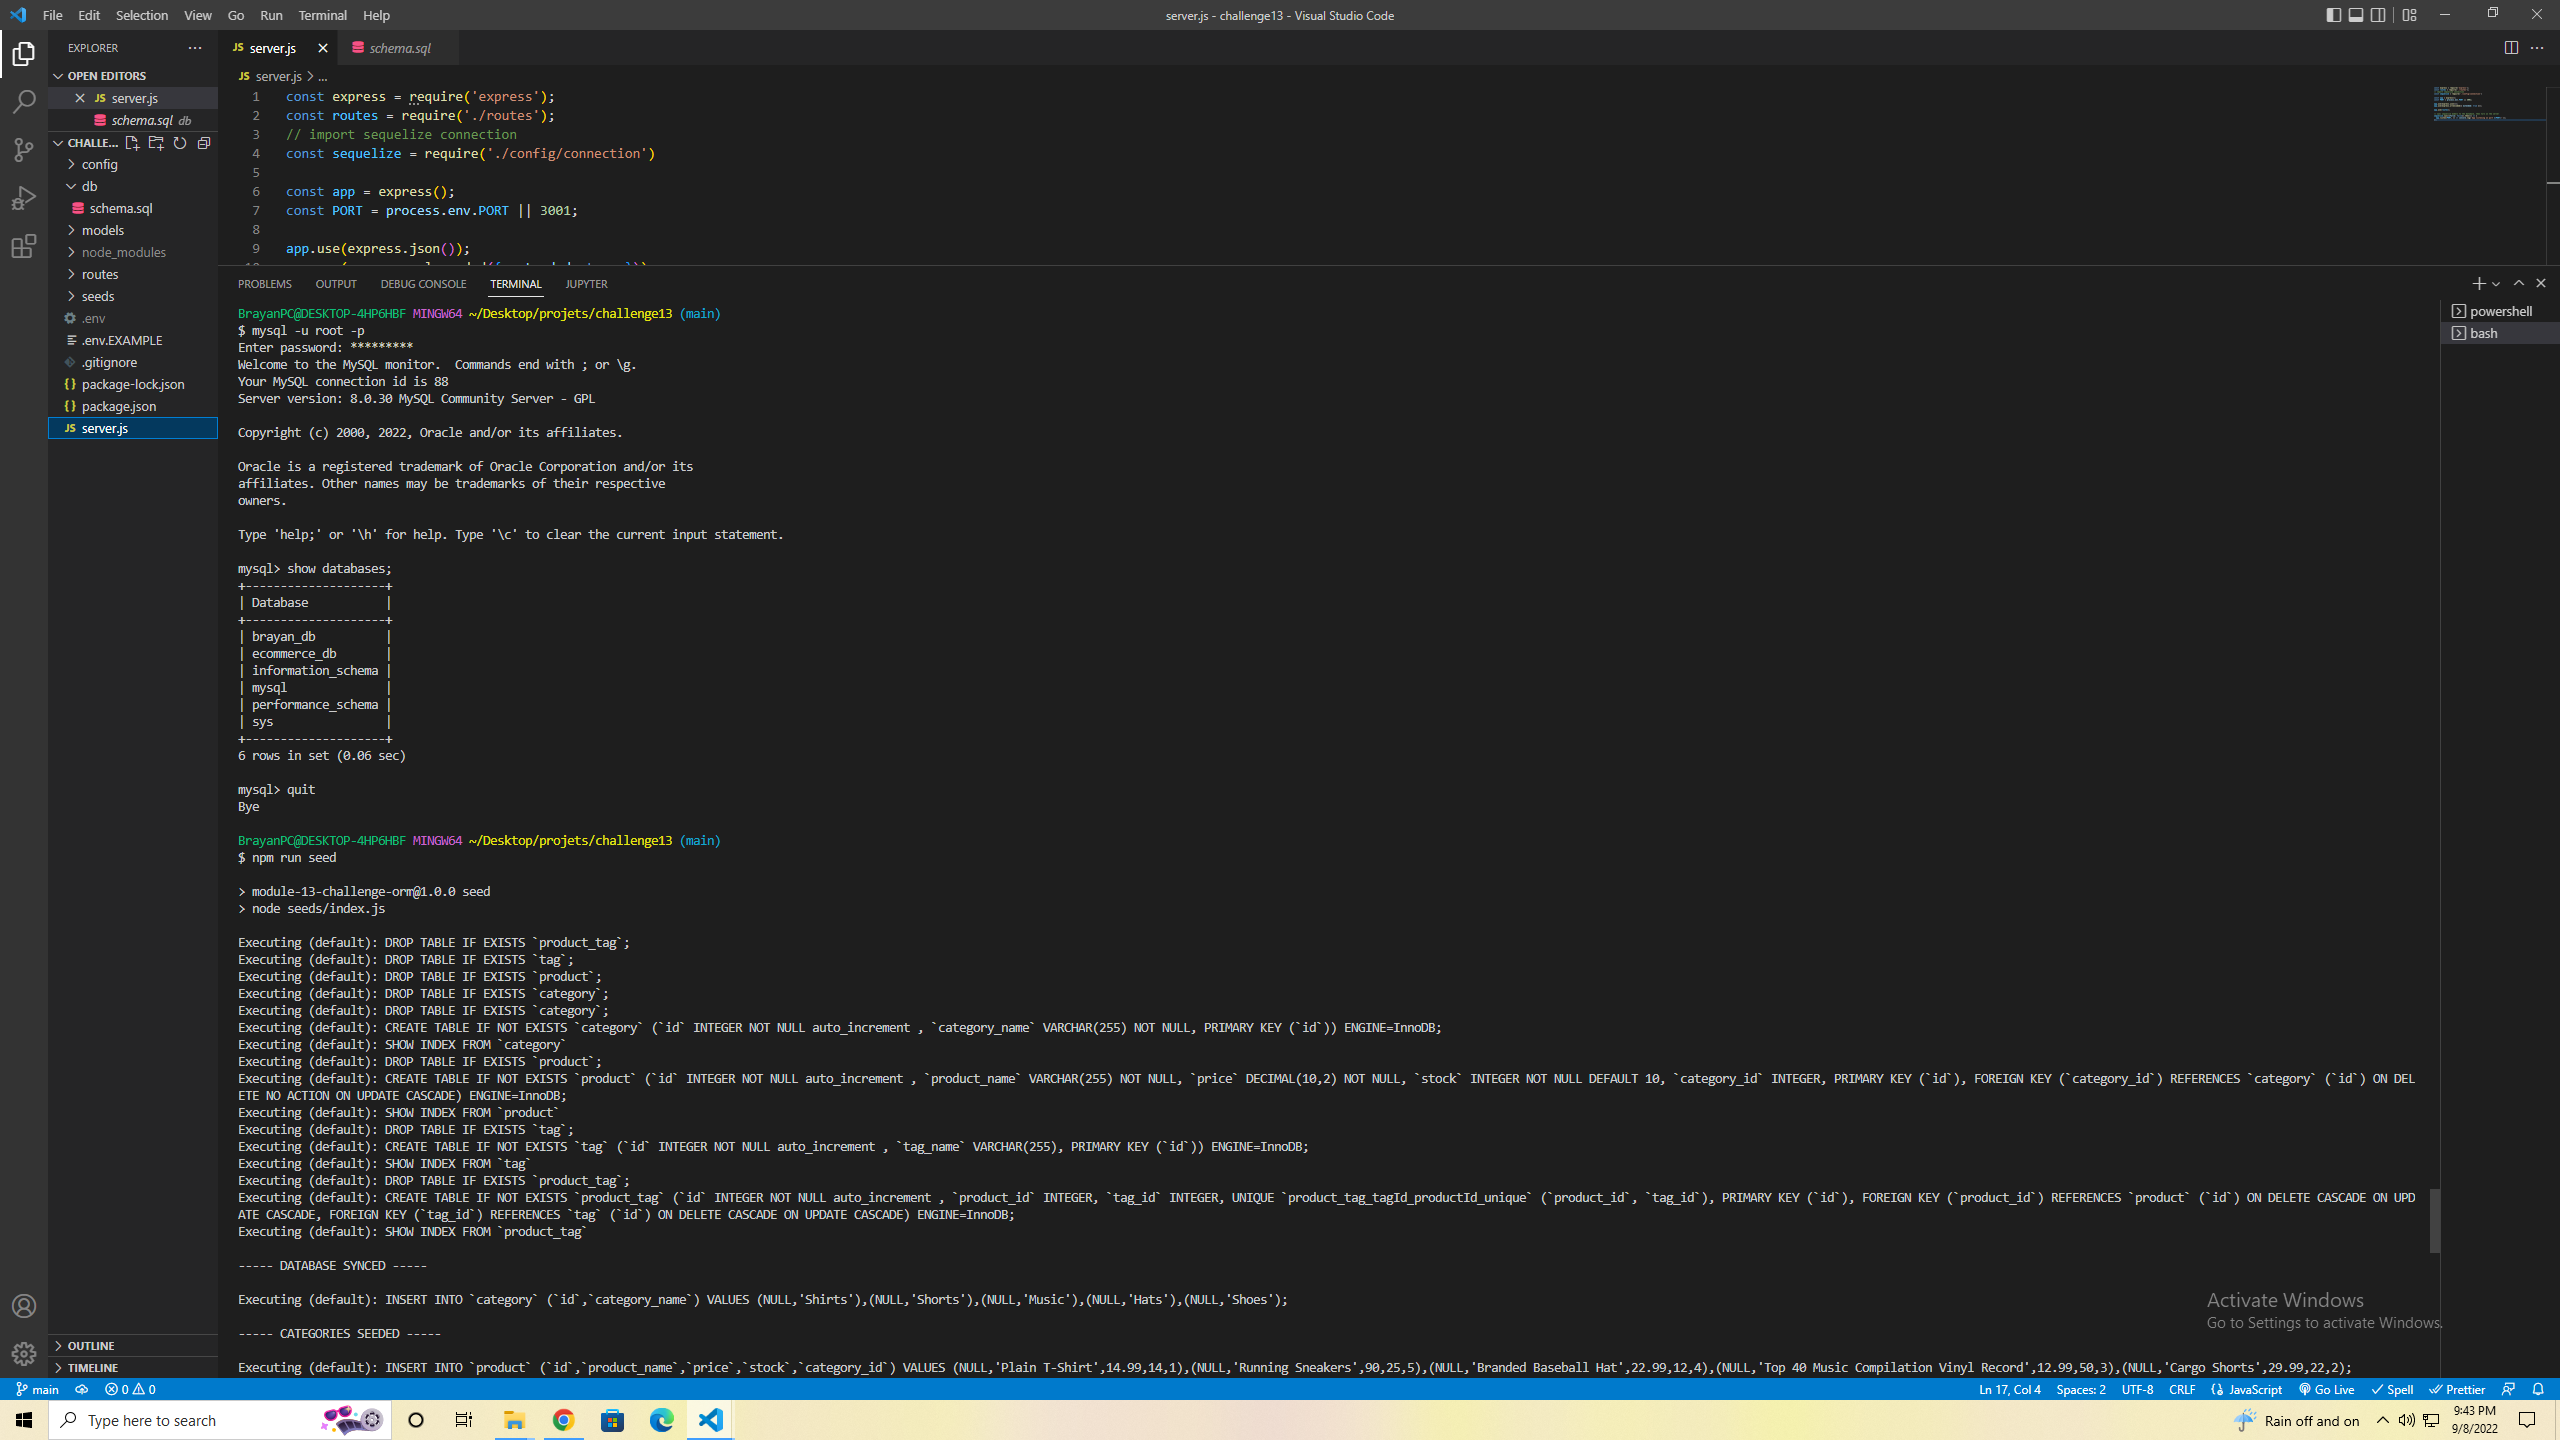 File Edit Selection View Go Run Terminal Help
server.js - challenge13 - Visual Studio Code
EXPLORER
OPEN EDITORS
JS server.js
schema.sql db
CHALLE...
config
db
schema.sql
models
node_modules
routes
seeds
.env
.env.EXAMPLE
.gitignore
{} package-lock.json
{} package.json
JS server.js
OUTLINE
TIMELINE
JS server.js
schema.sql
JS server.js > ...
1 const express = require('express');
2 const routes = require('./routes');
3 // import sequelize connection
4 const sequelize = require('./config/connection')
5
6 const app = express();
7 const PORT = process.env.PORT || 3001;
8
9 app.use(express.json());
PROBLEMS OUTPUT DEBUG CONSOLE TERMINAL JUPYTER
powershell
bash
BrayanPC@DESKTOP-4HP6HBF MINGW64 ~/Desktop/projets/challenge13 (main)
$ mysql -u root -p
Enter password: *********
Welcome to the MySQL monitor.  Commands end with ; or \g.
Your MySQL connection id is 88
Server version: 8.0.30 MySQL Community Server - GPL
Copyright (c) 2000, 2022, Oracle and/or its affiliates.
Oracle is a registered trademark of Oracle Corporation and/or its
affiliates. Other names may be trademarks of their respective
owners.
Type 'help;' or '\h' for help. Type '\c' to clear the current input statement.
mysql> show databases;
+--------------------+
| Database           |
+--------------------+
| brayan_db          |
| ecommerce_db       |
| information_schema |
| mysql              |
| performance_schema |
| sys                |
+--------------------+
6 rows in set (0.06 sec)
mysql> quit
Bye
BrayanPC@DESKTOP-4HP6HBF MINGW64 ~/Desktop/projets/challenge13 (main)
$ npm run seed
> module-13-challenge-orm@1.0.0 seed
> node seeds/index.js
Executing (default): DROP TABLE IF EXISTS `product_tag`;
Executing (default): DROP TABLE IF EXISTS `tag`;
Executing (default): DROP TABLE IF EXISTS `product`;
Executing (default): DROP TABLE IF EXISTS `category`;
Executing (default): DROP TABLE IF EXISTS `category`;
Executing (default): CREATE TABLE IF NOT EXISTS `category` (`id` INTEGER NOT NULL auto_increment , `category_name` VARCHAR(255) NOT NULL, PRIMARY KEY (`id`)) ENGINE=InnoDB;
Executing (default): SHOW INDEX FROM `category`
Executing (default): DROP TABLE IF EXISTS `product`;
Executing (default): CREATE TABLE IF NOT EXISTS `product` (`id` INTEGER NOT NULL auto_increment , `product_name` VARCHAR(255) NOT NULL, `price` DECIMAL(10,2) NOT NULL, `stock` INTEGER NOT NULL DEFAULT 10, `category_id` INTEGER, PRIMARY KEY (`id`), FOREIGN KEY (`category_id`) REFERENCES `category` (`id`) ON DEL
ETE NO ACTION ON UPDATE CASCADE) ENGINE=InnoDB;
Executing (default): SHOW INDEX FROM `product`
Executing (default): DROP TABLE IF EXISTS `tag`;
Executing (default): CREATE TABLE IF NOT EXISTS `tag` (`id` INTEGER NOT NULL auto_increment , `tag_name` VARCHAR(255), PRIMARY KEY (`id`)) ENGINE=InnoDB;
Executing (default): SHOW INDEX FROM `tag`
Executing (default): DROP TABLE IF EXISTS `product_tag`;
Executing (default): CREATE TABLE IF NOT EXISTS `product_tag` (`id` INTEGER NOT NULL auto_increment , `product_id` INTEGER, `tag_id` INTEGER, UNIQUE `product_tag_tagId_productId_unique` (`product_id`, `tag_id`), PRIMARY KEY (`id`), FOREIGN KEY (`product_id`) REFERENCES `product` (`id`) ON DELETE CASCADE ON UPD
ATE CASCADE, FOREIGN KEY (`tag_id`) REFERENCES `tag` (`id`) ON DELETE CASCADE ON UPDATE CASCADE) ENGINE=InnoDB;
Executing (default): SHOW INDEX FROM `product_tag`
----- DATABASE SYNCED -----
Executing (default): INSERT INTO `category` (`id`,`category_name`) VALUES (NULL,'Shirts'),(NULL,'Shorts'),(NULL,'Music'),(NULL,'Hats'),(NULL,'Shoes');
----- CATEGORIES SEEDED -----
Executing (default): INSERT INTO `product` (`id`,`product_name`,`price`,`stock`,`category_id`) VALUES (NULL,'Plain T-Shirt',14.99,14,1),(NULL,'Running Sneakers',90,25,5),(NULL,'Branded Baseball Hat',22.99,12,4),(NULL,'Top 40 Music Compilation Vinyl Record',12.99,50,3),(NULL,'Cargo Shorts',29.99,22,2);
Activate Windows
Go to Settings to activate Windows.
main 0 0 Ln 17, Col 4 Spaces: 2 UTF-8 CRLF JavaScript Go Live Spell Prettier
Type here to search
Rain off and on
9:43 PM
9/8/2022